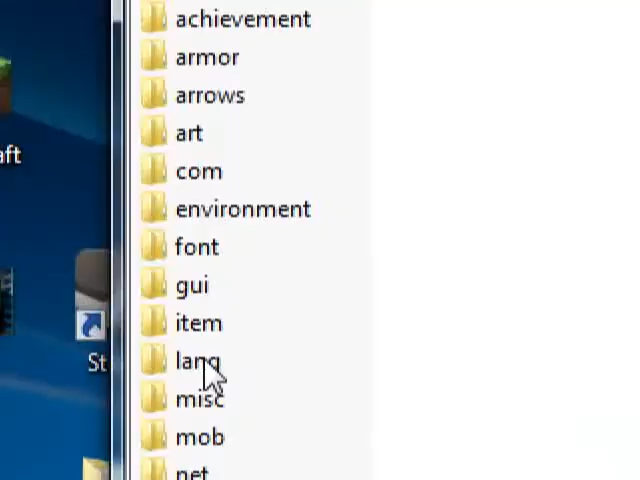 achievement
armor
arrows
art
com
environment
font
gui
item
lang
misc
mob
net
aft
St